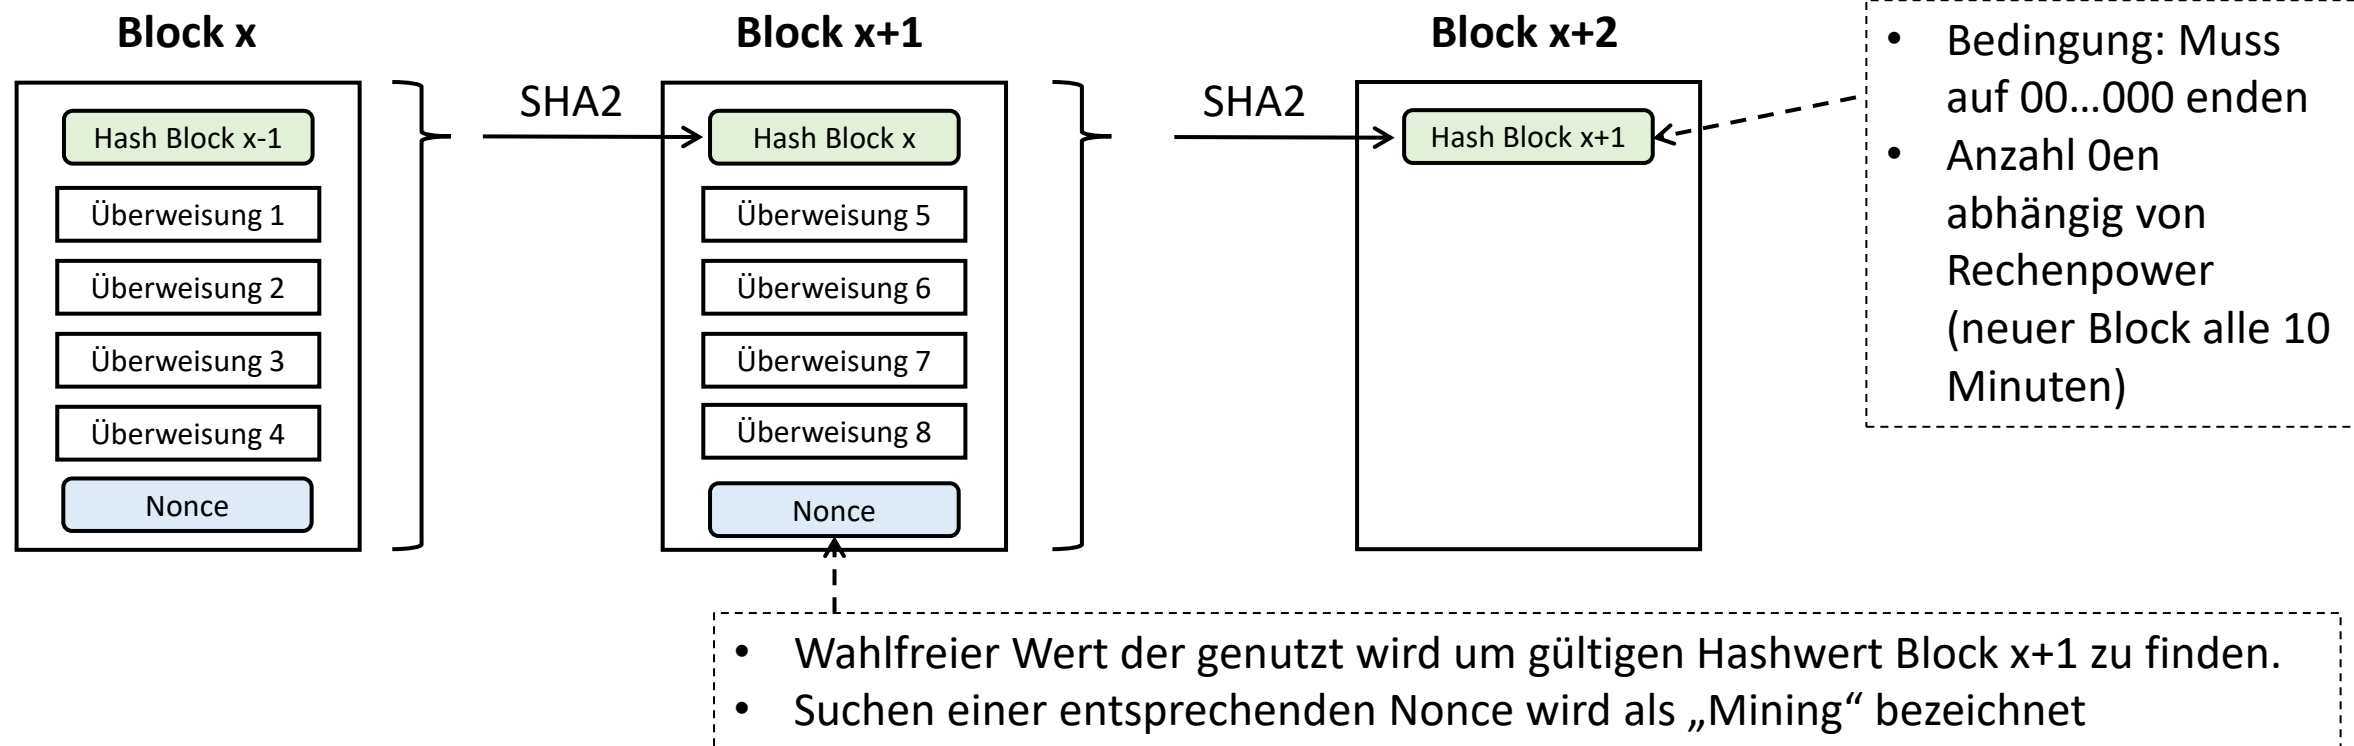 Block x
Hash Block x-1
Überweisung 1
Überweisung 2
Überweisung 3
Überweisung 4
Nonce
SHA2
Block x+1
Hash Block x
Überweisung 5
Überweisung 6
Überweisung 7
Überweisung 8
Nonce
SHA2
Block x+2
Hash Block x+1
• Bedingung: Muss
auf 00...000 enden
• Anzahl 0en
abhängig von
Rechenpower
(neuer Block alle 10
Minuten)
• Wahlfreier Wert der genutzt wird um gültigen Hashwert Block x+1 zu finden.
• Suchen einer entsprechenden Nonce wird als „Mining“ bezeichnet